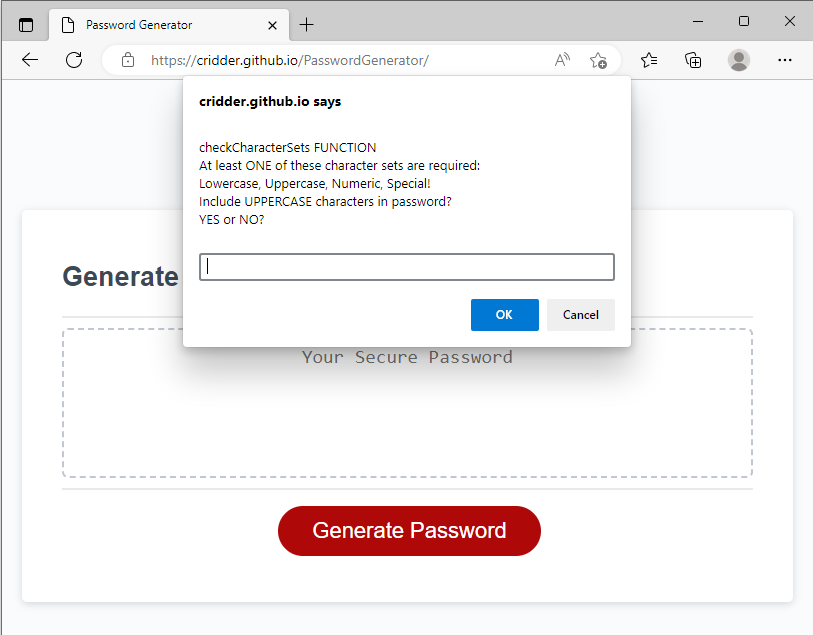 Password Generator
https://cridder.github.io/PasswordGenerator/
cridder.github.io says
checkCharacterSets FUNCTION
At least ONE of these character sets are required:
Lowercase, Uppercase, Numeric, Special!
Include UPPERCASE characters in password?
YES or NO?
OK
Cancel
Generate
Your Secure Password
Generate Password